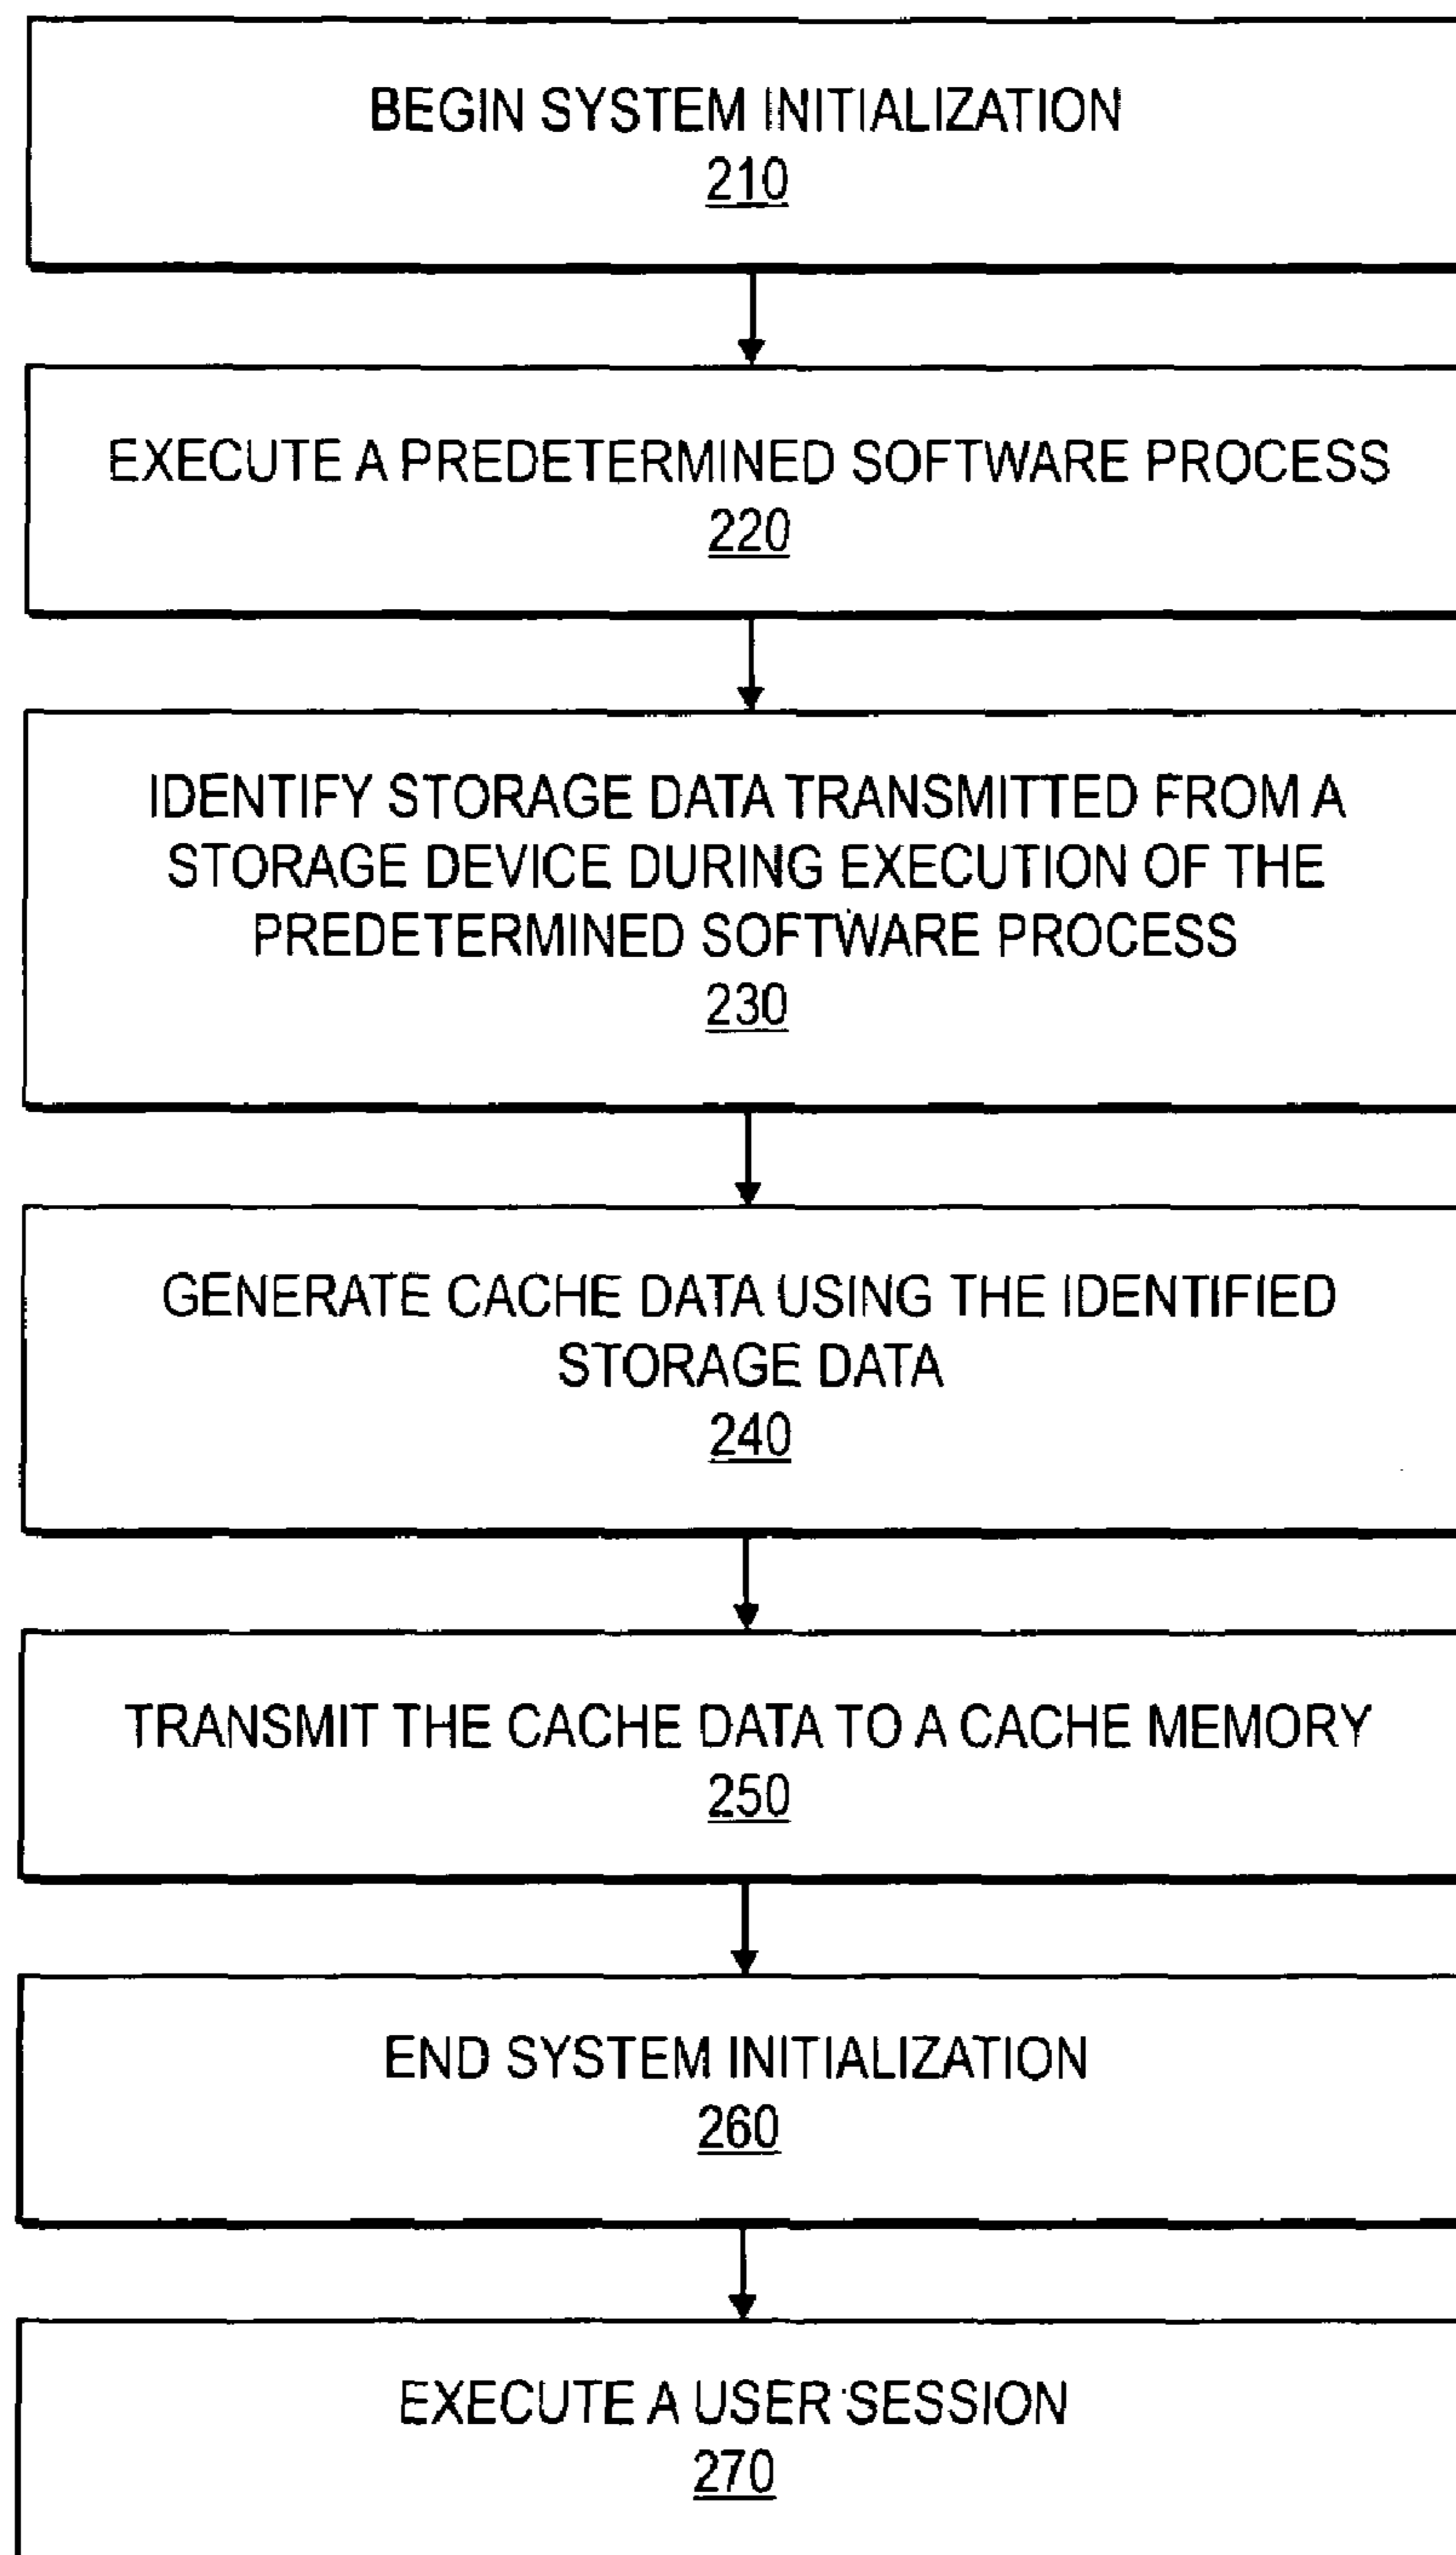 BEGIN SYSTEM INITIALIZATION
210
EXECUTE A PREDETERMINED SOFTWARE PROCESS
220
IDENTIFY STORAGE DATA TRANSMITTED FROM A
STORAGE DEVICE DURING EXECUTION OF THE
PREDETERMINED SOFTWARE PROCESS
230
GENERATE CACHE DATA USING THE IDENTIFIED
STORAGE DATA
240
TRANSMIT THE CACHE DATA TO A CACHE MEMORY
250
END SYSTEM INITIALIZATION
260
EXECUTE A USER SESSION
270